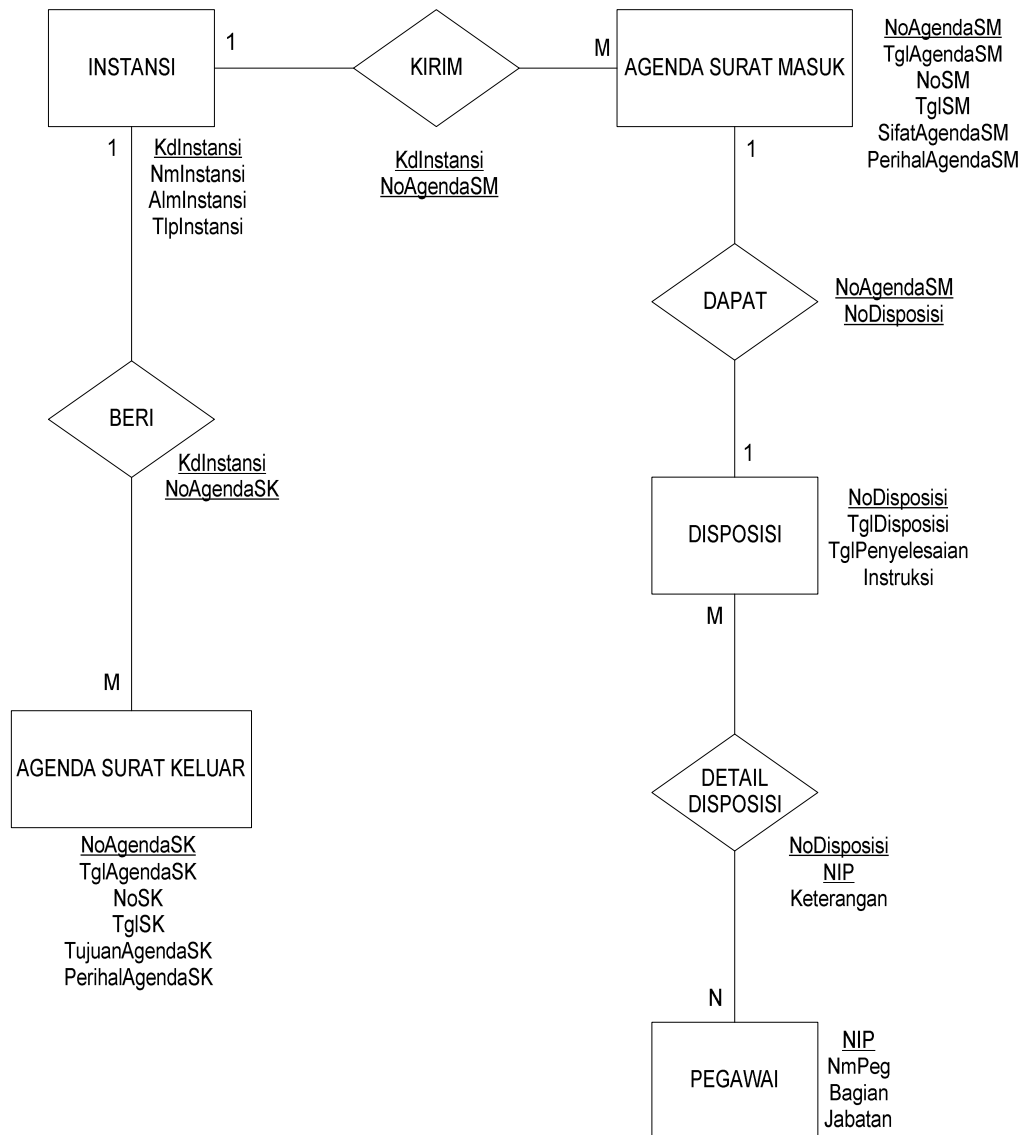 INSTANSI
1
KIRIM
M
AGENDA SURAT MASUK
NoAgendaSM
TglAgendaSM
NoSM
TglSM
SifatAgendaSM
PerihalAgendaSM
1
KdInstansi
NmInstansi
AlmInstansi
TlpInstansi
KdInstansi
NoAgendaSM
1
DAPAT
NoAgendaSM
NoDisposisi
BERI
KdInstansi
NoAgendaSK
1
DISPOSISI
NoDisposisi
TglDisposisi
TglPenyelesaian
Instruksi
M
M
AGENDA SURAT KELUAR
NoAgendaSK
TglAgendaSK
NoSK
TglSK
TujuanAgendaSK
PerihalAgendaSK
DETAIL
DISPOSISI
NoDisposisi
NIP
Keterangan
N
PEGAWAI
NIP
NmPeg
Bagian
Jabatan